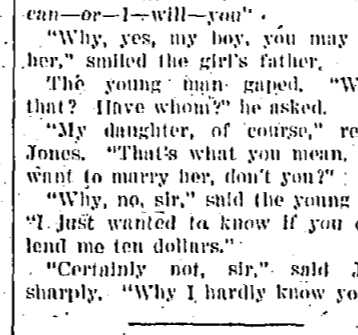 can—or—I—will—you"
"Why, yes, my boy, you may
her," smiled the girl's father.
The young man gaped. "W
that? Have whom?" he asked.
"My daughter, of course," re
Jones. "That's what you mean.
want to marry her, don't you?"
"Why, no, sir," said the young
"I just wanted to know if you c
lend me ten dollars."
"Certainly not, sir," said J
sharply. "Why I hardly know yo